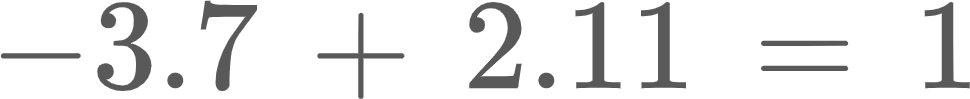 −3.7 + 2.11 = 1